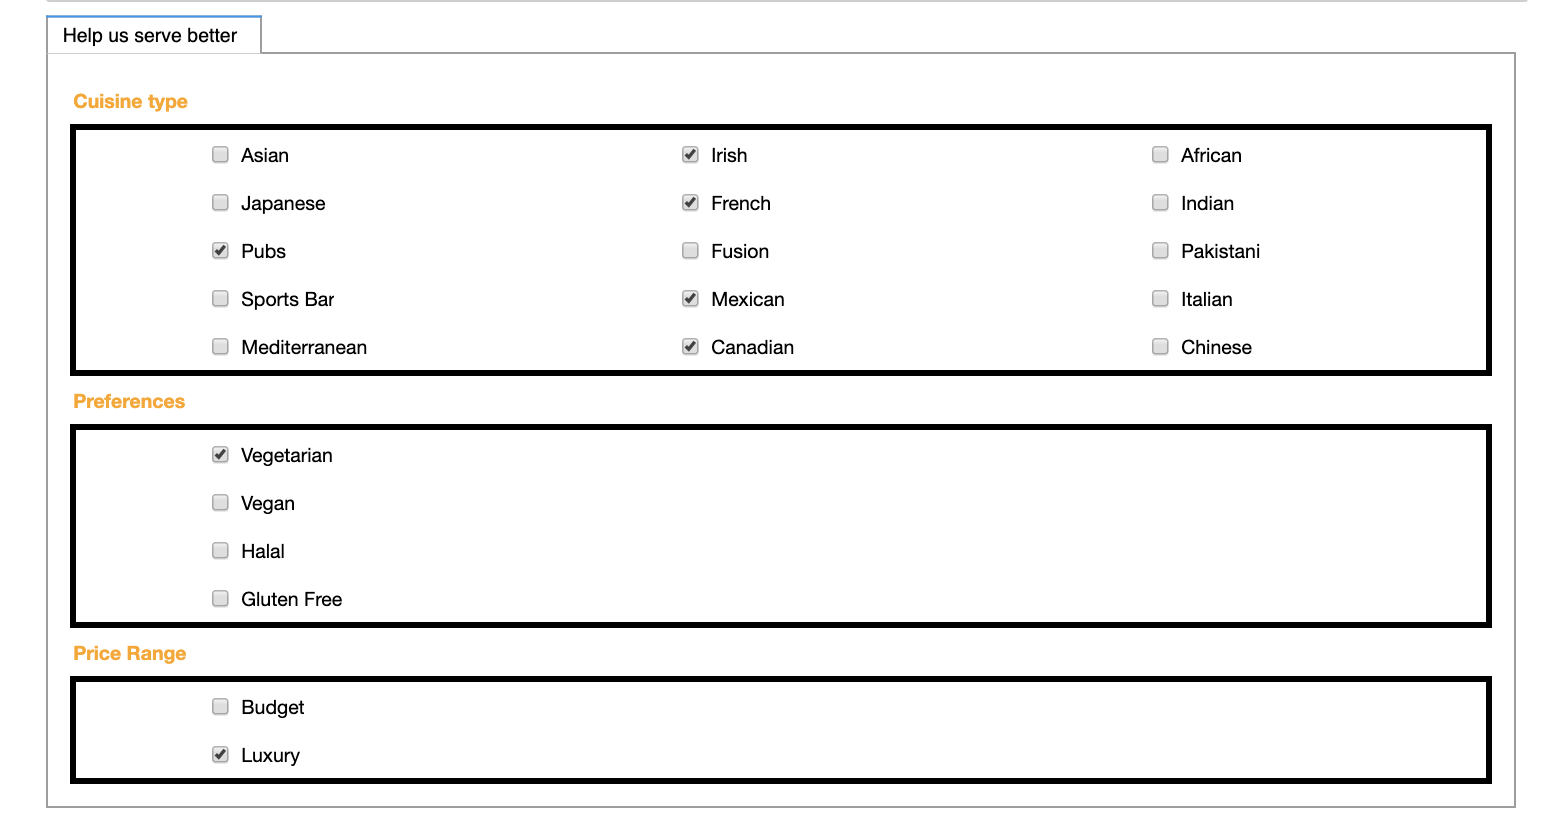 Help us serve better
Cuisine type
Asian Irish African
Japanese French Indian
Pubs Fusion Pakistani
Sports Bar Mexican Italian
Mediterranean Canadian Chinese
Preferences
Vegetarian
Vegan
Halal
Gluten Free
Price Range
Budget
Luxury